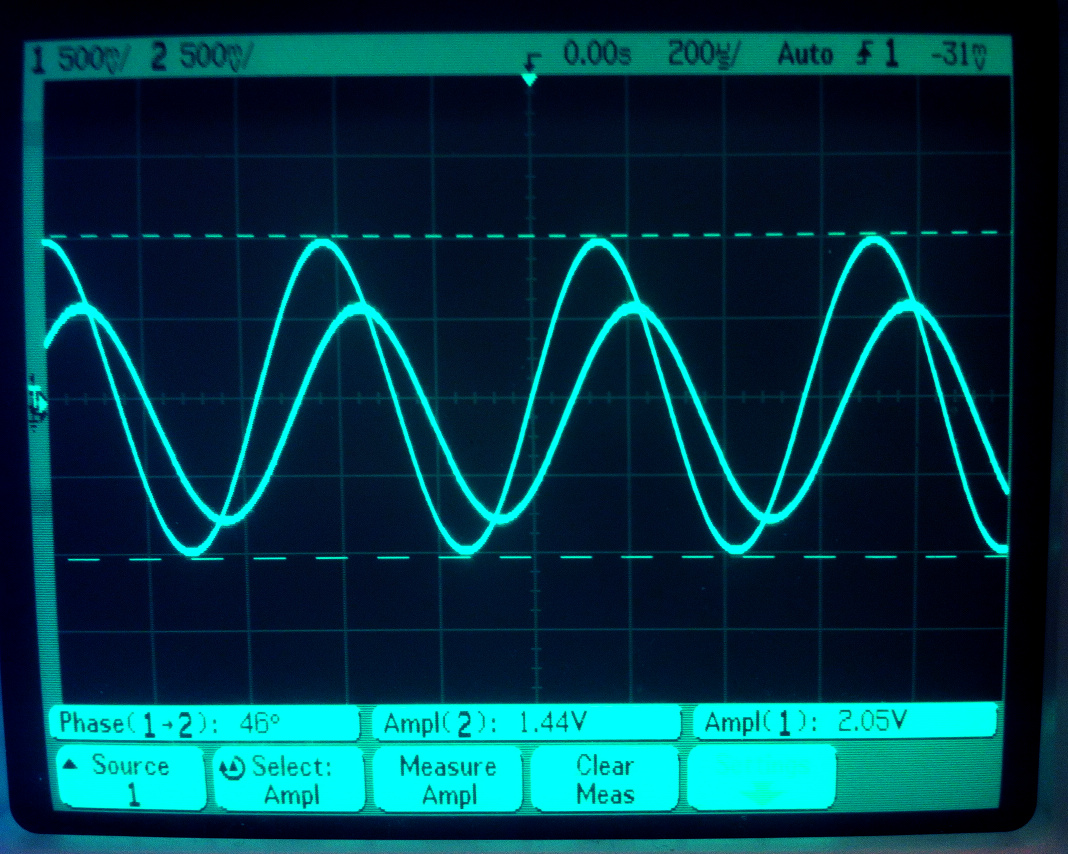 1 500mV/ 2 500mV/ 0.00s 200µs/ Auto 1 -31mV
Phase(1→2): 46° Ampl(2): 1.44V Ampl(1): 2.05V
Source Select: Measure Clear
1 Ampl Ampl Meas